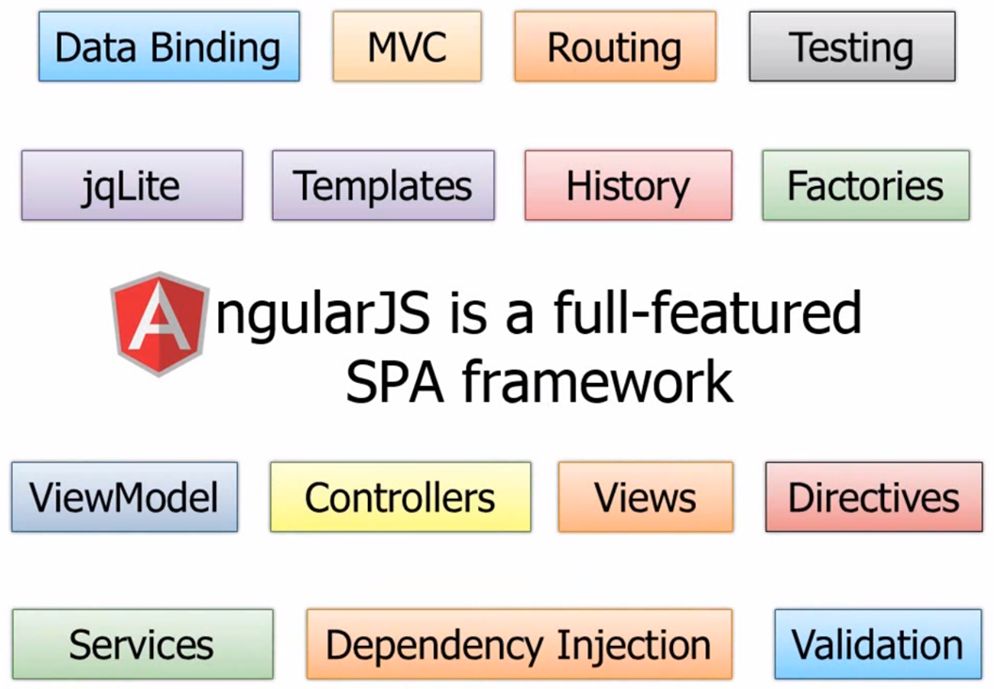 Data Binding MVC Routing Testing
jqLite Templates History Factories
AngularJS is a full-featured
SPA framework
ViewModel Controllers Views Directives
Services Dependency Injection Validation